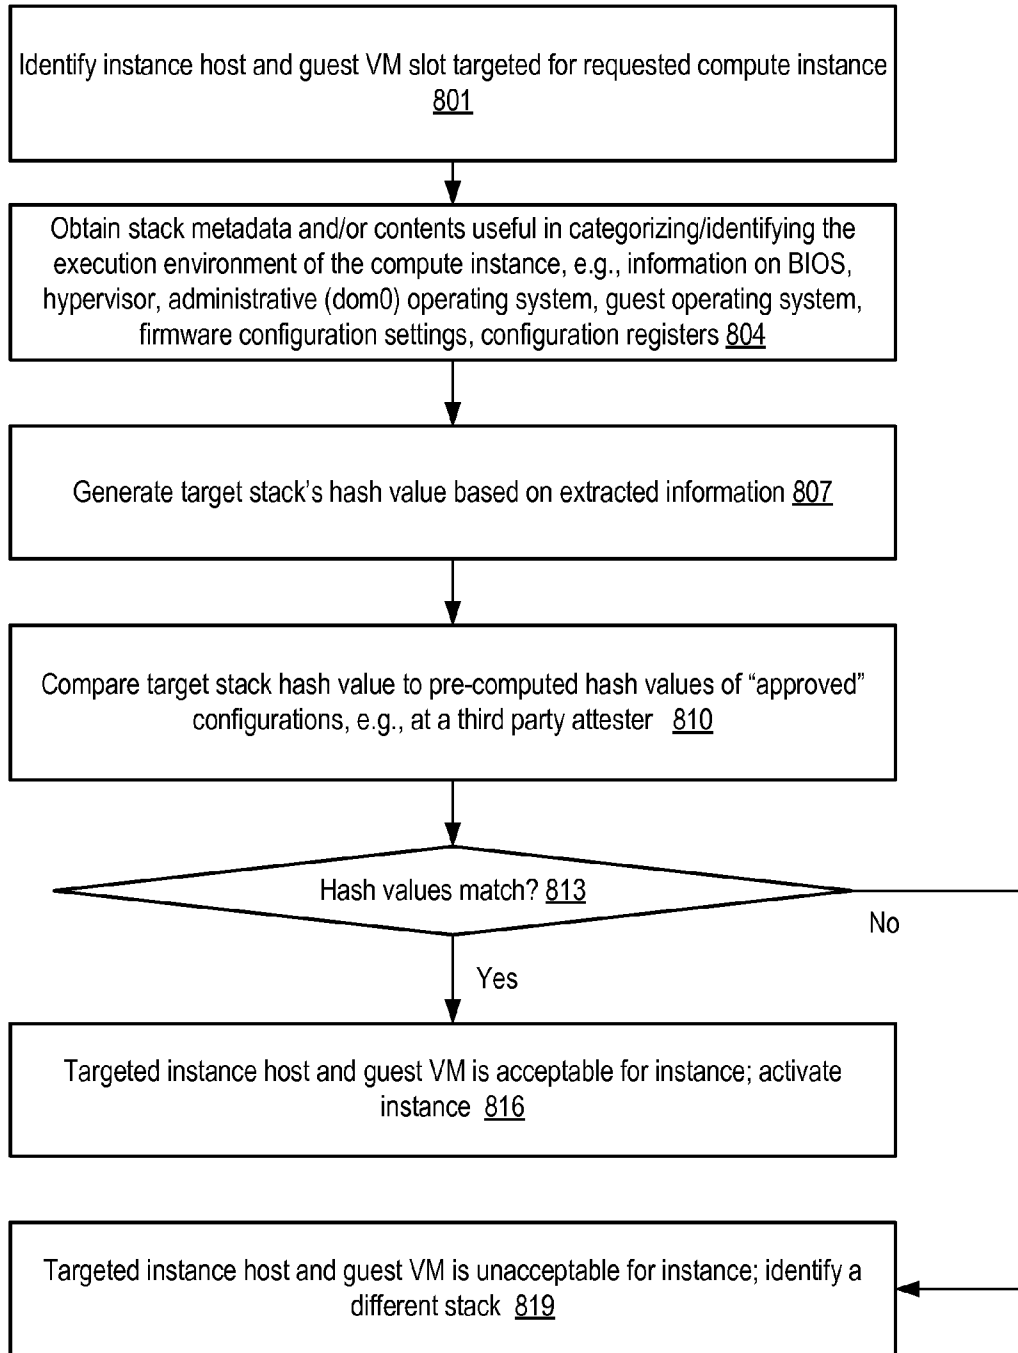 Identify instance host and guest VM slot targeted for requested compute instance
801
Obtain stack metadata and/or contents useful in categorizing/identifying the
execution environment of the compute instance, e.g., information on BIOS,
hypervisor, administrative (dom0) operating system, guest operating system,
firmware configuration settings, configuration registers 804
Generate target stack's hash value based on extracted information 807
Compare target stack hash value to pre-computed hash values of “approved”
configurations, e.g., at a third party attester 810
Hash values match? 813
No
Yes
Targeted instance host and guest VM is acceptable for instance; activate
instance 816
Targeted instance host and guest VM is unacceptable for instance; identify a
different stack 819